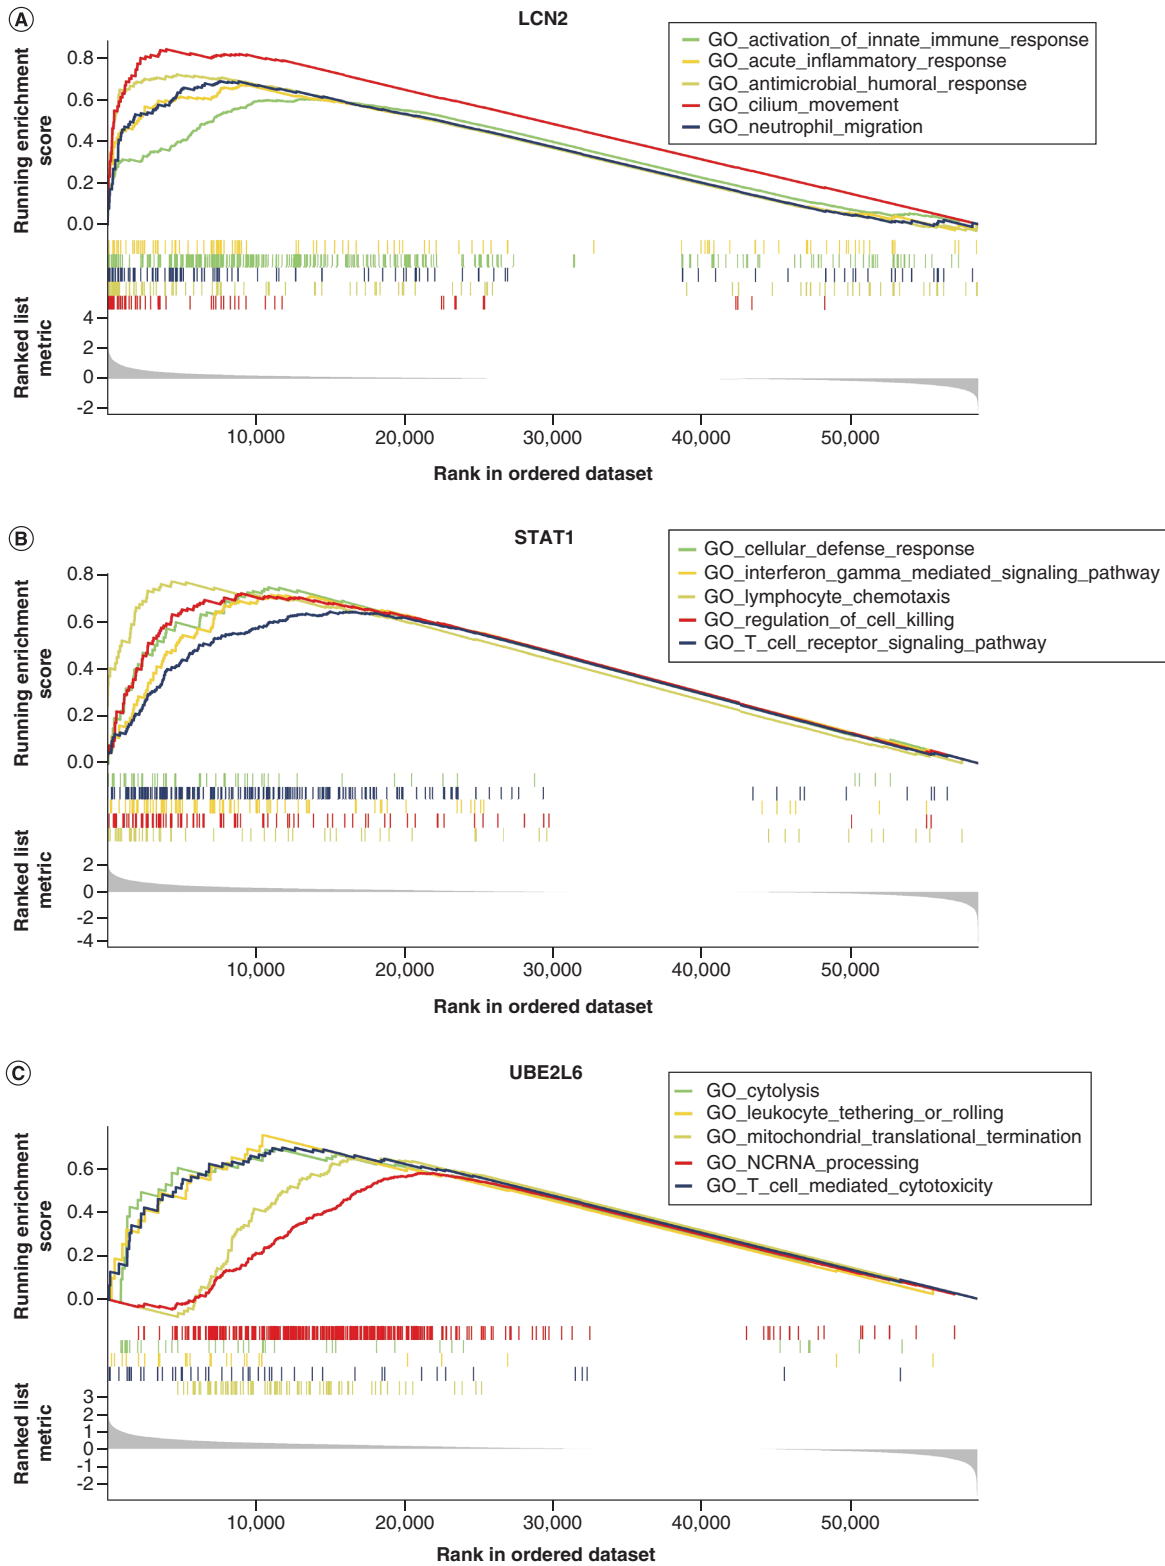 A
LCN2
GO_activation_of_innate_immune_response
GO_acute_inflammatory_response
GO_antimicrobial_humoral_response
GO_cilium_movement
GO_neutrophil_migration
Running enrichment
score
0.8
0.6
0.4
0.2
0.0
Ranked list
metric
4
2
0
-2
10,000
20,000
30,000
40,000
50,000
Rank in ordered dataset
B
STAT1
GO_cellular_defense_response
GO_interferon_gamma_mediated_signaling_pathway
GO_lymphocyte_chemotaxis
GO_regulation_of_cell_killing
GO_T_cell_receptor_signaling_pathway
Running enrichment
score
0.8
0.6
0.4
0.2
0.0
Ranked list
metric
2
0
-2
-4
10,000
20,000
30,000
40,000
50,000
Rank in ordered dataset
C
UBE2L6
GO_cytolysis
GO_leukocyte_tethering_or_rolling
GO_mitochondrial_translational_termination
GO_NCRNA_processing
GO_T_cell_mediated_cytotoxicity
Running enrichment
score
0.6
0.4
0.2
0.0
Ranked list
metric
3
2
1
0
-1
-2
10,000
20,000
30,000
40,000
50,000
Rank in ordered dataset